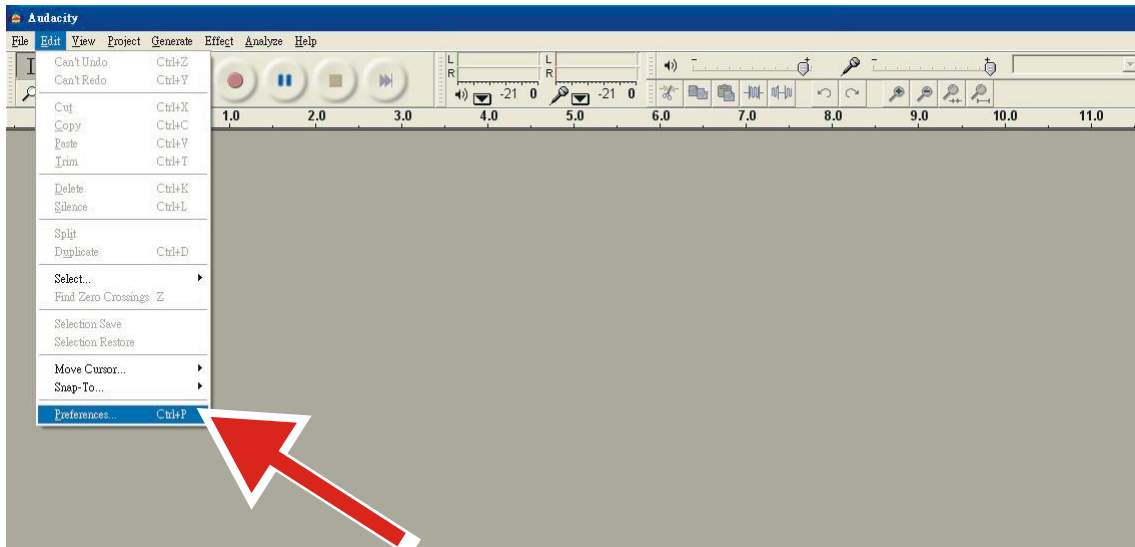 Audacity
File Edit View Project Generate Effect Analyze Help
Can't Undo Ctrl+Z
Can't Redo Ctrl+Y
Cut Ctrl+X
Copy Ctrl+C
Paste Ctrl+V
Trim Ctrl+T
Delete Ctrl+K
Silence Ctrl+L
Split
Duplicate Ctrl+D
Select...
Find Zero Crossings Z
Selection Save
Selection Restore
Move Cursor...
Snap-To...
Preferences... Ctrl+P
L
R
-21 0
L
R
-21 0
1.0 2.0 3.0 4.0 5.0 6.0 7.0 8.0 9.0 10.0 11.0